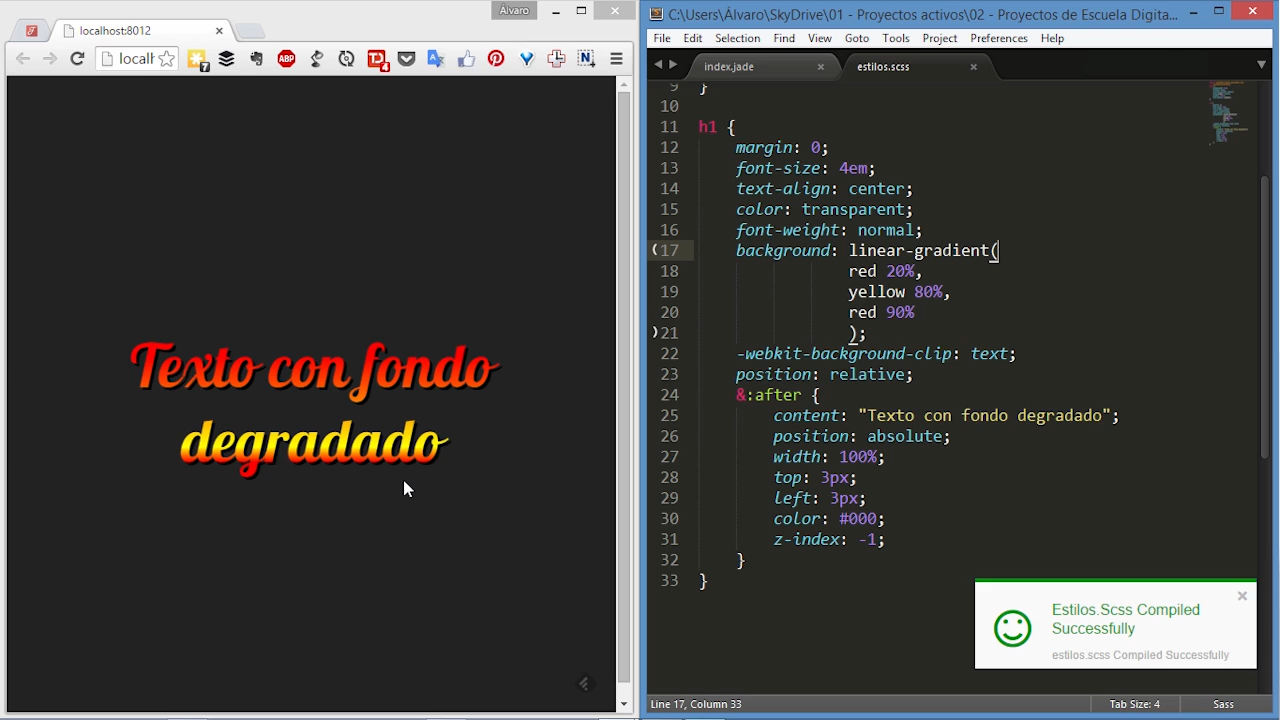 Álvaro
localhost:8012
localh
7
ABP
4
Texto con fondo
degradado
C:\Users\Álvaro\SkyDrive\01 - Proyectos activos\02 - Proyectos de Escuela Digita...
File Edit Selection Find View Goto Tools Project Preferences Help
index.jade
estilos.scss
9 }
10
11 h1 {
12 margin: 0;
13 font-size: 4em;
14 text-align: center;
15 color: transparent;
16 font-weight: normal;
17 background: linear-gradient(
18 red 20%,
19 yellow 80%,
20 red 90%
21 );
22 -webkit-background-clip: text;
23 position: relative;
24 &:after {
25 content: "Texto con fondo degradado";
26 position: absolute;
27 width: 100%;
28 top: 3px;
29 left: 3px;
30 color: #000;
31 z-index: -1;
32 }
33 }
Estilos.Scss Compiled
Successfully
estilos.scss Compiled Successfully
Line 17, Column 33
Tab Size: 4
Sass